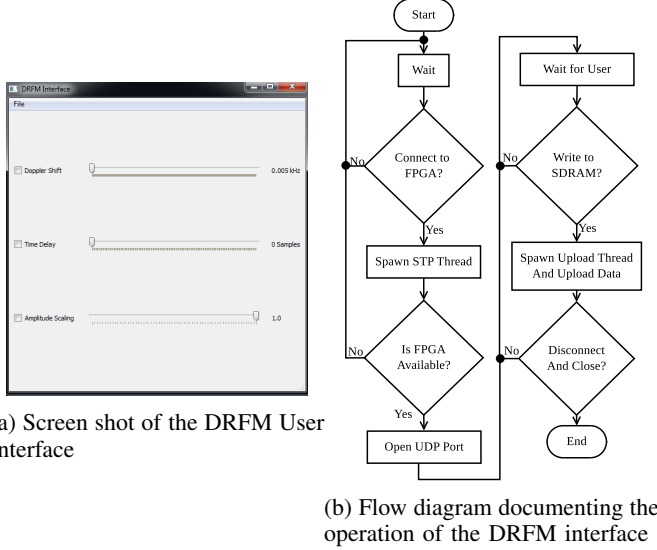 DRFM Interface
File
Doppler Shift
0.005 kHz
Time Delay
0 Samples
Amplitude Scaling
1.0
a) Screen shot of the DRFM User
nterface
Start
Wait
Connect to
FPGA?
No
Yes
Spawn STP Thread
Is FPGA
Available?
No
Yes
Open UDP Port
Wait for User
Write to
SDRAM?
No
Yes
Spawn Upload Thread
And Upload Data
Disconnect
And Close?
No
End
(b) Flow diagram documenting the
operation of the DRFM interface